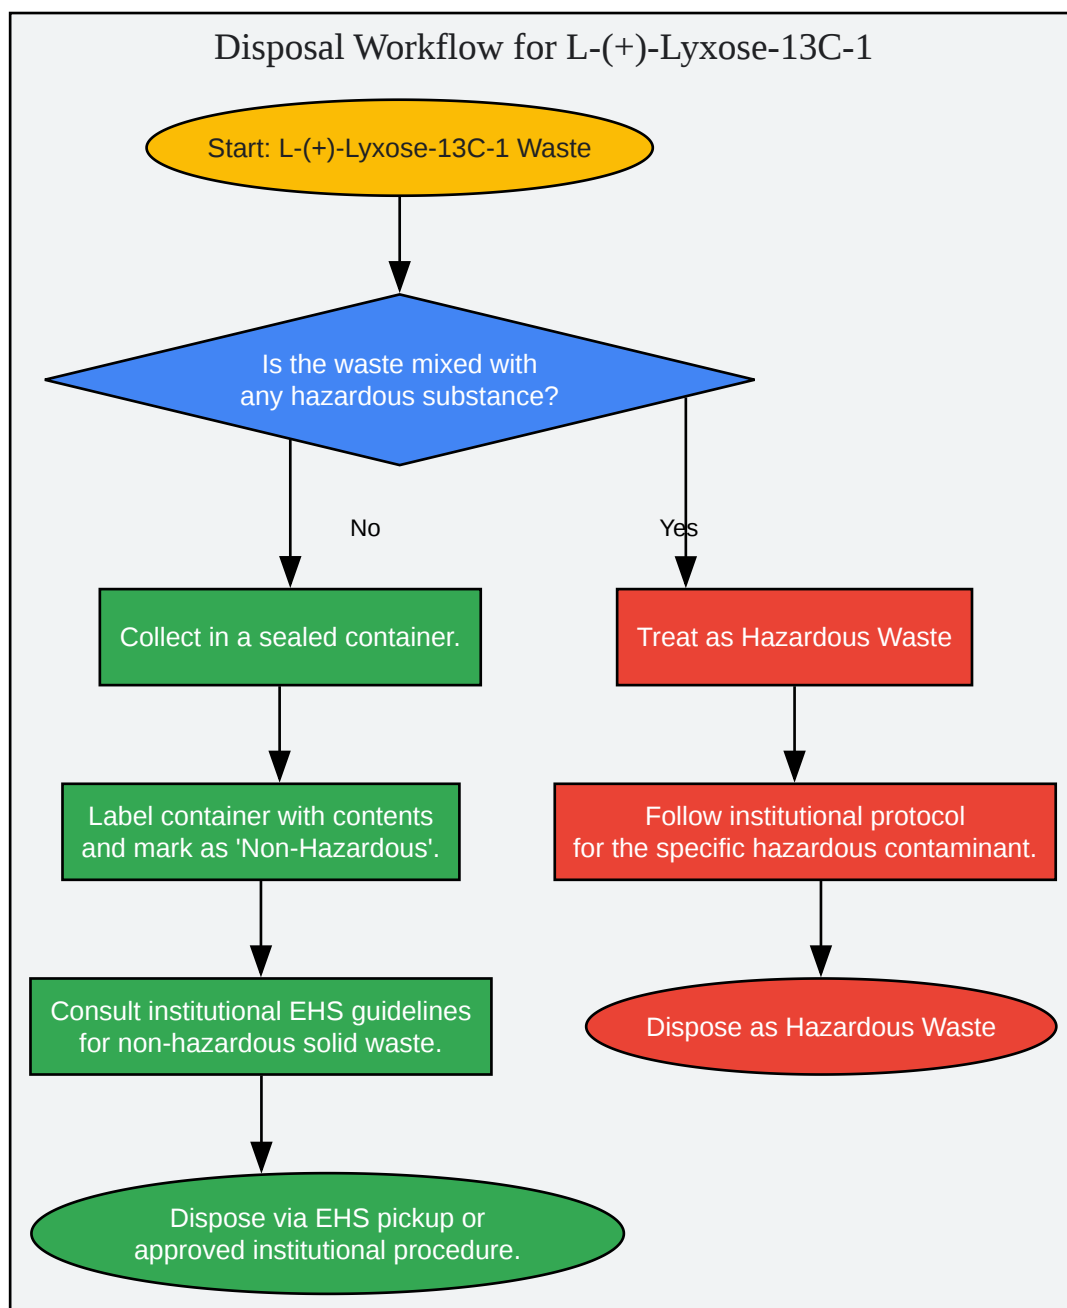 Disposal Workflow for L-(+)-Lyxose-13C-1
Start: L-(+)-Lyxose-13C-1 Waste
Is the waste mixed with
any hazardous substance?
No
Yes
Collect in a sealed container.
Treat as Hazardous Waste
Label container with contents
and mark as 'Non-Hazardous'.
Follow institutional protocol
for the specific hazardous contaminant.
Consult institutional EHS guidelines
for non-hazardous solid waste.
Dispose as Hazardous Waste
Dispose via EHS pickup or
approved institutional procedure.